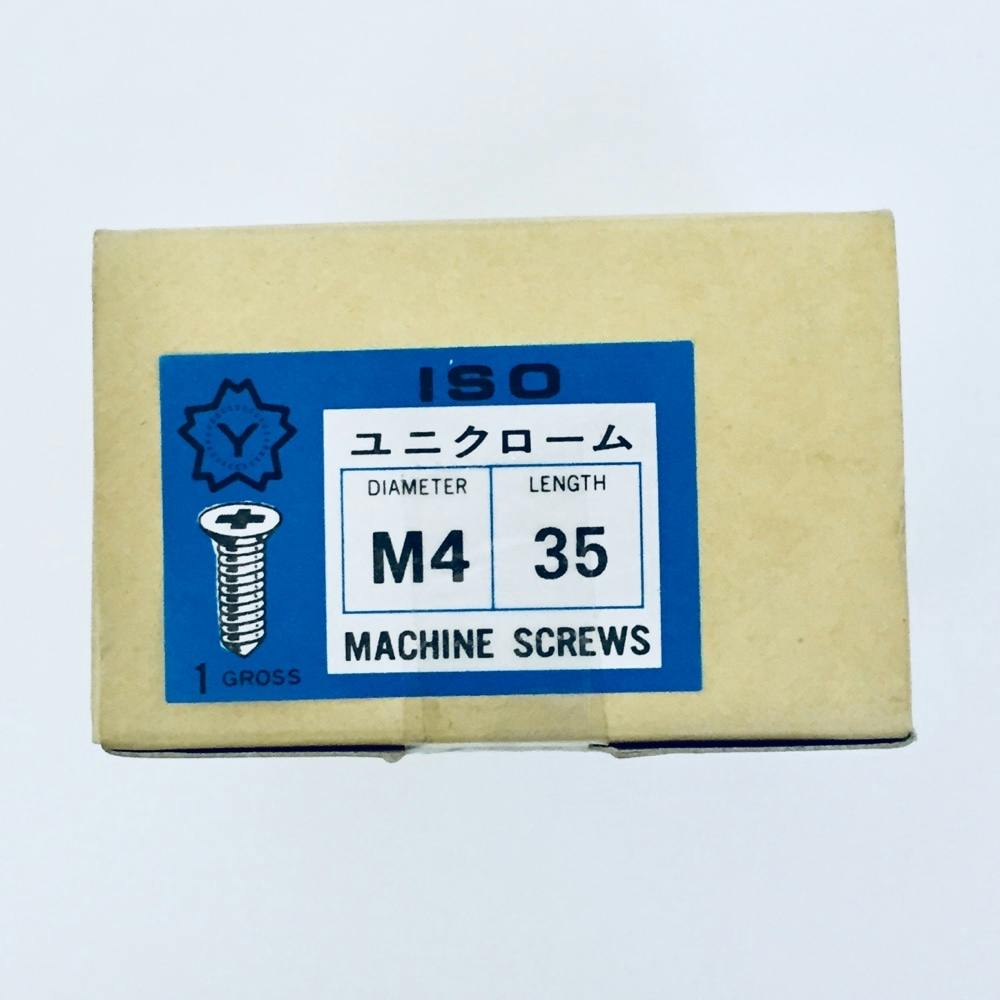 ISO
Y
ユニクローム
DIAMETER LENGTH
M4 35
MACHINE SCREWS
1 GROSS